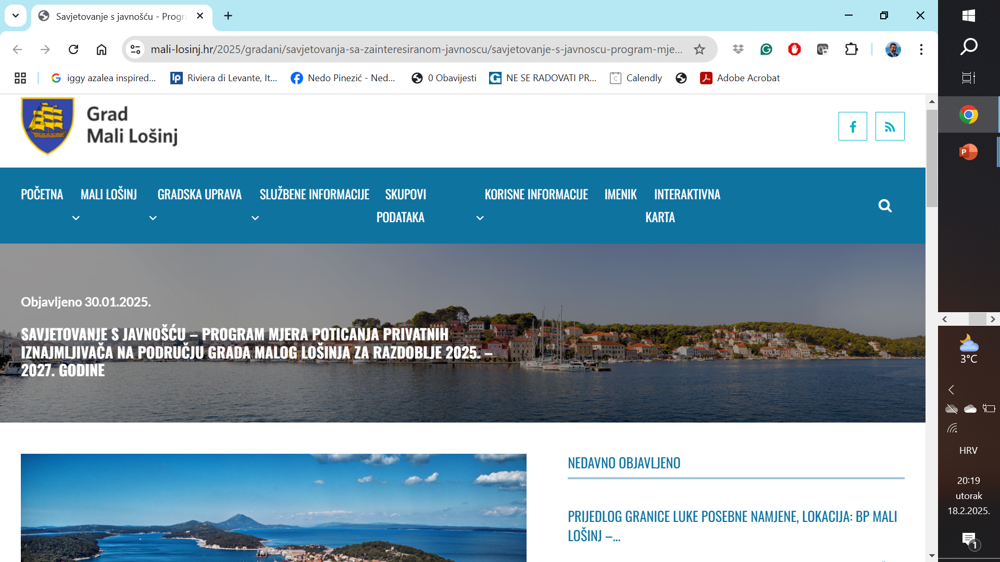 Savjetovanje s javnošću - Progr
mali-losinj.hr/2025/gradani/savjetovanja-sa-zainteresiranom-javnoscu/savjetovanje-s-javnoscu-program-mje...
iggy azalea inspired...
Riviera di Levante, It...
Nedo Pinezić - Ned...
0 Obavijesti
NE SE RADOVATI PR...
Calendly
Adobe Acrobat
Grad
Mali Lošinj
POČETNA
MALI LOŠINJ
GRADSKA UPRAVA
SLUŽBENE INFORMACIJE
SKUPOVI
PODATAKA
KORISNE INFORMACIJE
IMENIK
INTERAKTIVNA
KARTA
Objavljeno 30.01.2025.
SAVJETOVANJE S JAVNOŠĆU – PROGRAM MJERA POTICANJA PRIVATNIH
IZNAJMLJIVAČA NA PODRUČJU GRADA MALOG LOŠINJA ZA RAZDOBLJE 2025. –
2027. GODINE
NEDAVNO OBJAVLJENO
PRIJEDLOG GRANICE LUKE POSEBNE NAMJENE, LOKACIJA: BP MALI
LOŠINJ –...
3°C
HRV
20:19
utorak
18.2.2025.
1